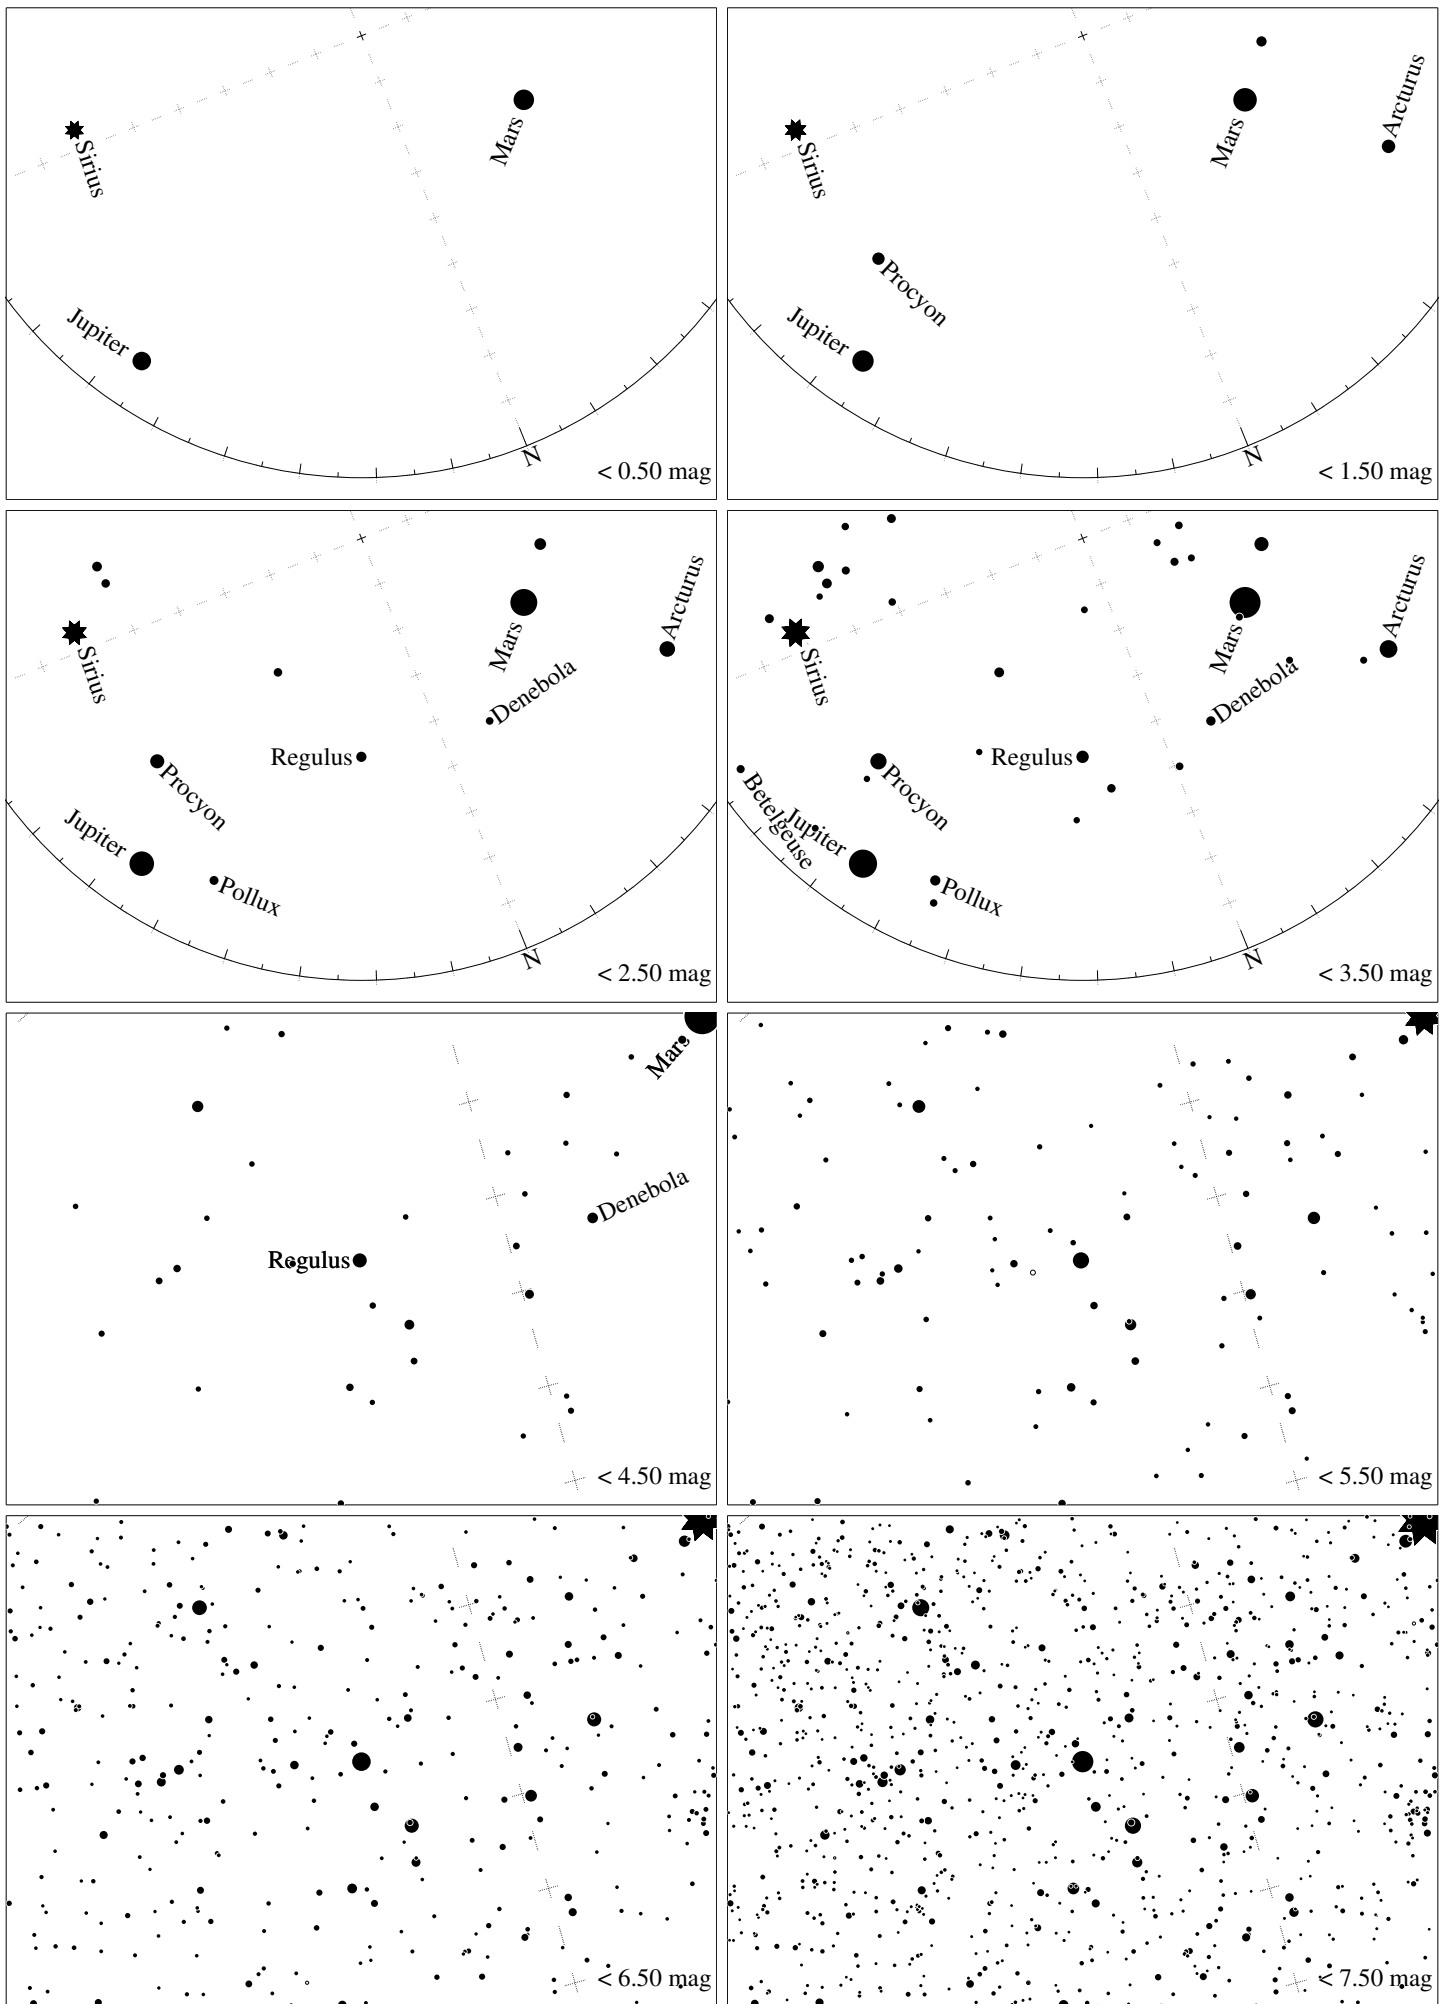 Sirius
Mars
Jupiter
N
< 0.50 mag
Sirius
Mars
Arcturus
Procyon
Jupiter
N
< 1.50 mag
Sirius
Mars
Arcturus
Denebola
Regulus
Procyon
Jupiter
Pollux
N
< 2.50 mag
Sirius
Mars
Arcturus
Denebola
Regulus
Procyon
Betelgeuse
Jupiter
Pollux
N
< 3.50 mag
Mars
Denebola
Regulus
< 4.50 mag
< 5.50 mag
< 6.50 mag
< 7.50 mag